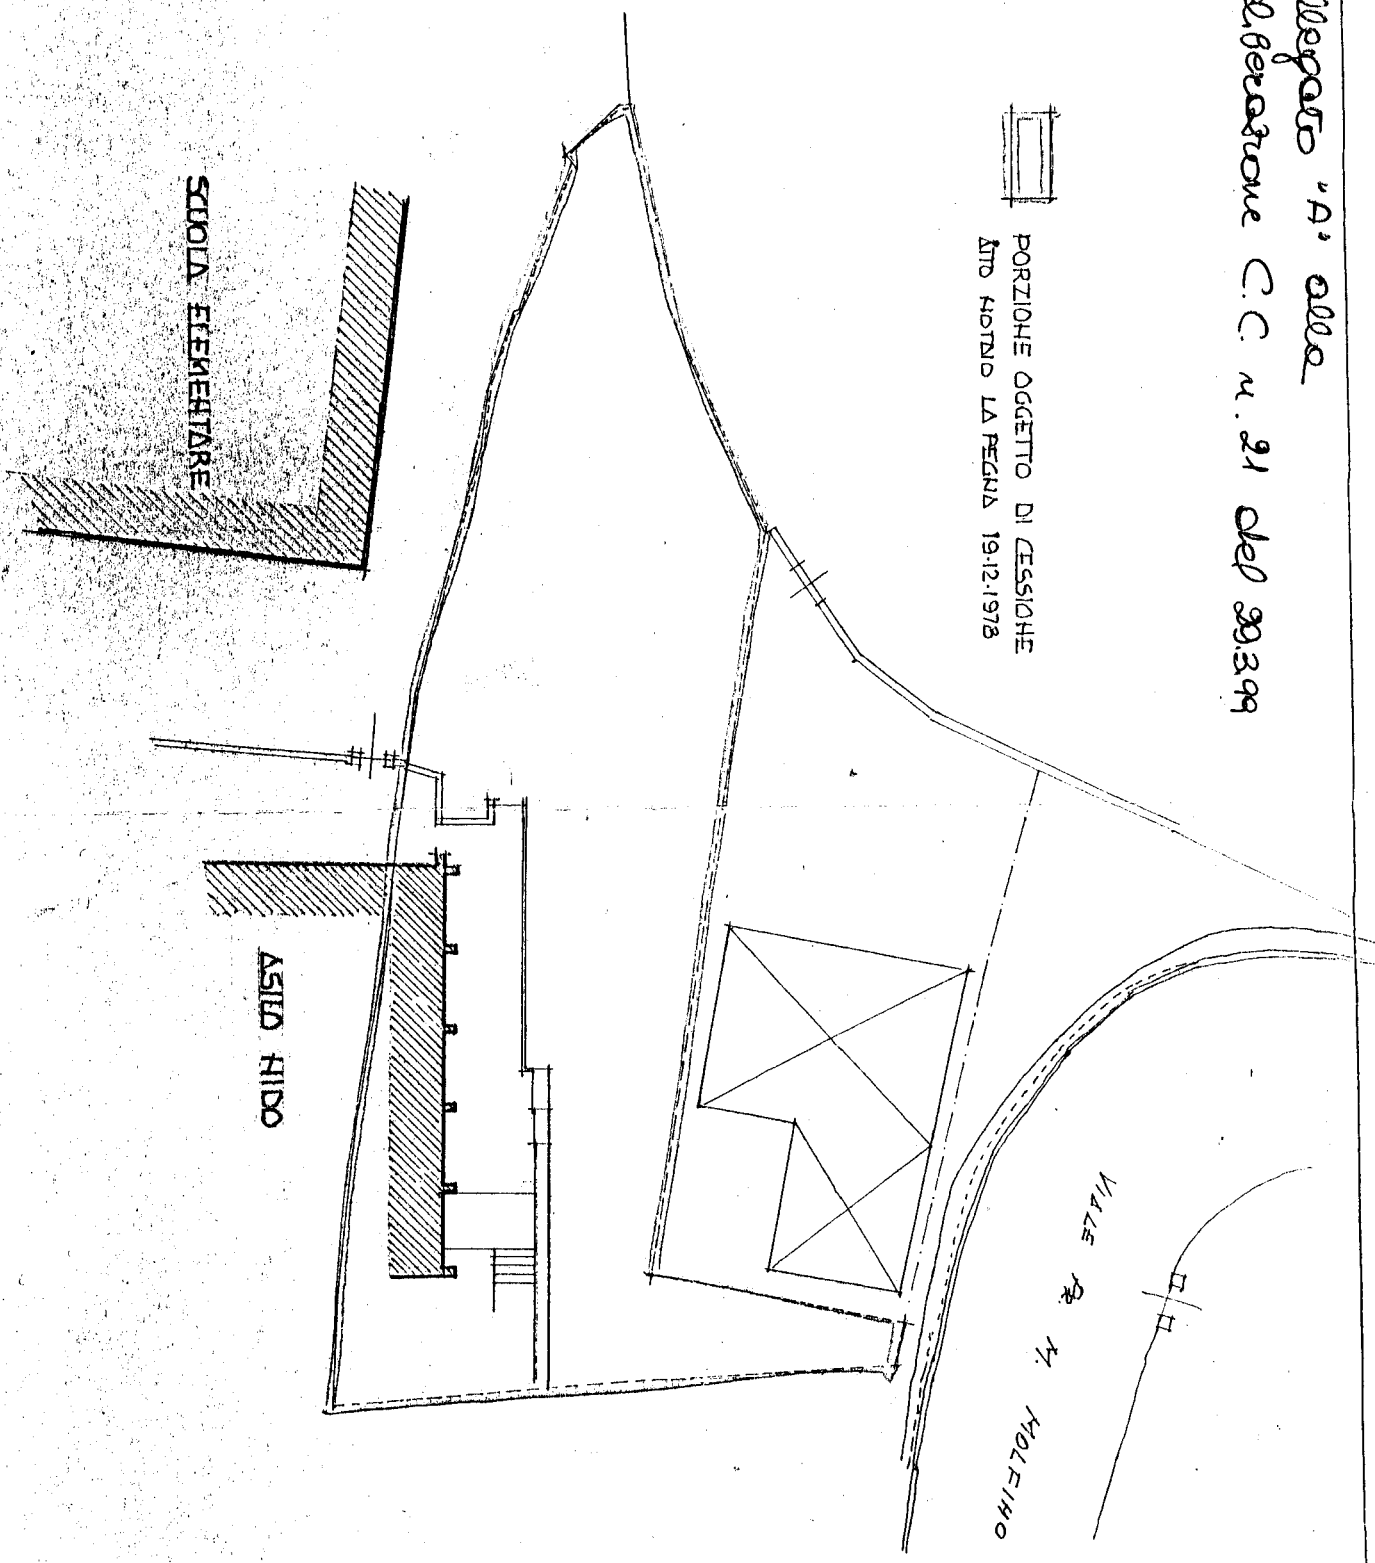 allegato "A" alla
deliberazione C.C. n. 21 del 29.3.99
PORZIONE OGGETTO DI CESSIONE
ATTO NOTAIO LA PEGNA 19.12.1978
SCUOLA ELEMENTARE
ASILO NIDO
VIALE M. MOLFINO